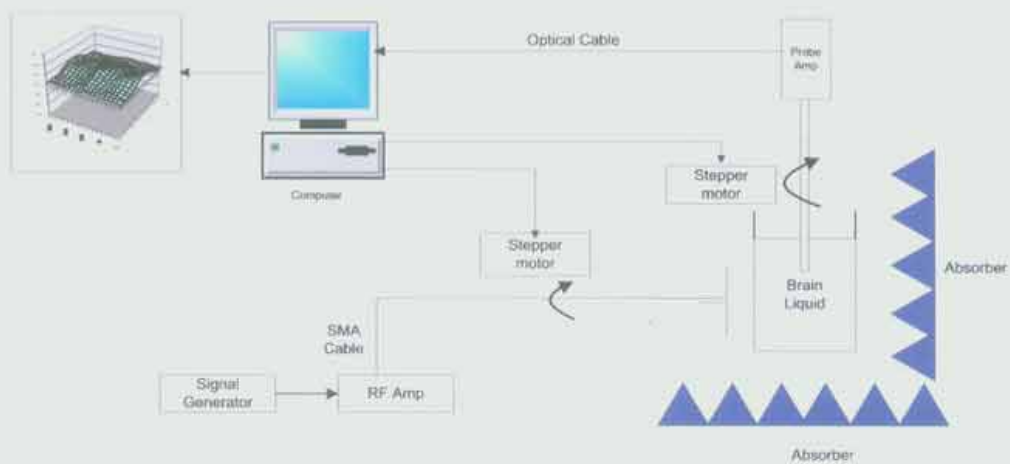 Optical Cable
Probe
Amp
Computer
Stepper
motor
Stepper
motor
Absorber
Brain
Liquid
SMA
Cable
Signal
Generator
RF Amp
Absorber